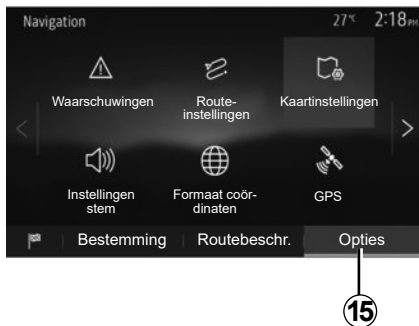 Navigation 27°C 2:18PM
Waarschuwingen
Route-
instellingen
Kaartinstellingen
Instellingen
stem
Formaat coör-
dinaten
GPS
Bestemming Routebeschr. Opties
15